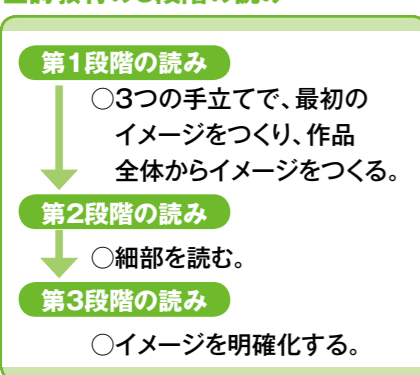 第1段階の読み
○3つの手立てで、最初の
イメージをつくり、作品
全体からイメージをつくる。
第2段階の読み
○細部を読む。
第3段階の読み
○イメージを明確化する。